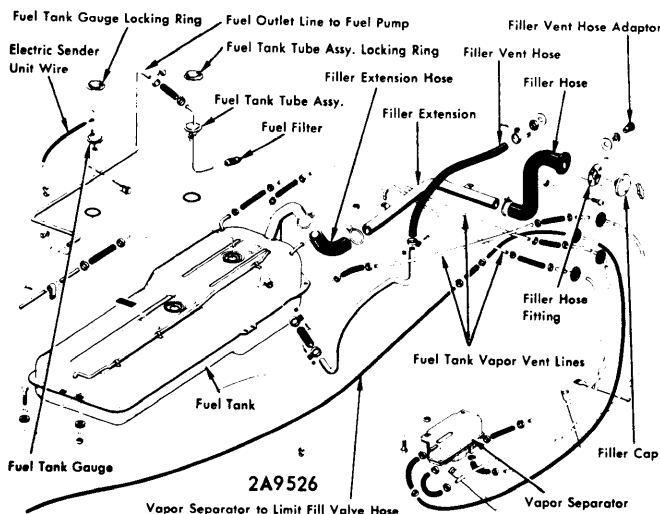 Fuel Tank Gauge Locking Ring
Fuel Outlet Line to Fuel Pump
Filler Vent Hose Adaptor
Electric Sender
Unit Wire
Fuel Tank Tube Assy. Locking Ring
Filler Vent Hose
Filler Extension Hose
Filler Hose
Fuel Tank Tube Assy.
Filler Extension
Fuel Filter
Filler Hose
Fitting
Fuel Tank Vapor Vent Lines
Fuel Tank
Filler Cap
Fuel Tank Gauge
2A9526
Vapor Separator
Vapor Separator to Limit Fill Valve Hose